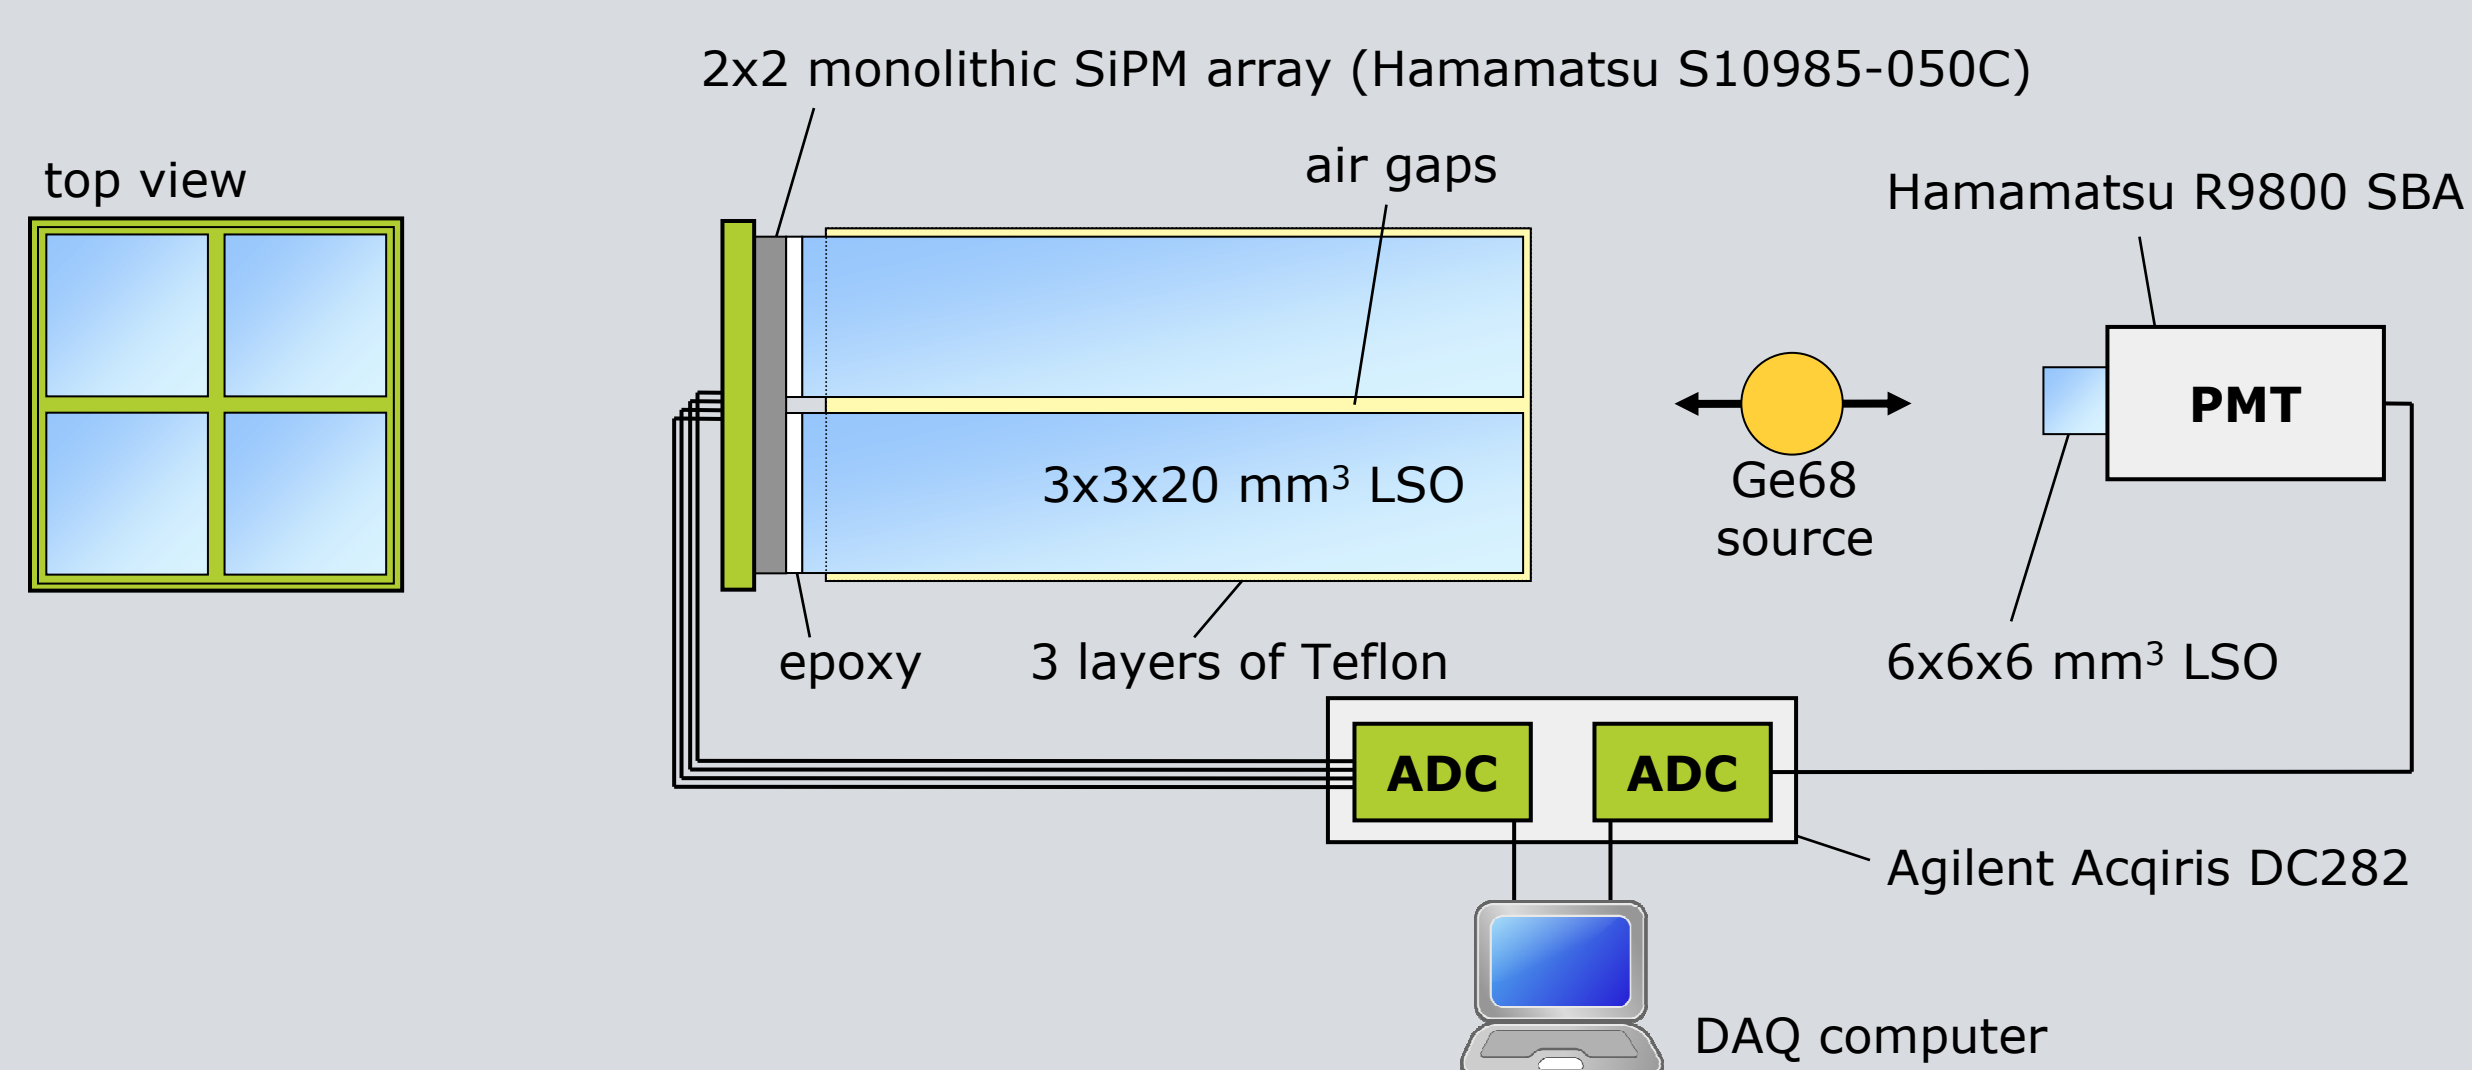 2x2 monolithic SiPM array (Hamamatsu S10985-050C)
air gaps
top view
Hamamatsu R9800 SBA
PMT
3x3x20 mm³ LSO
Ge68
source
epoxy
3 layers of Teflon
6x6x6 mm³ LSO
ADC
ADC
Agilent Acqiris DC282
DAQ computer